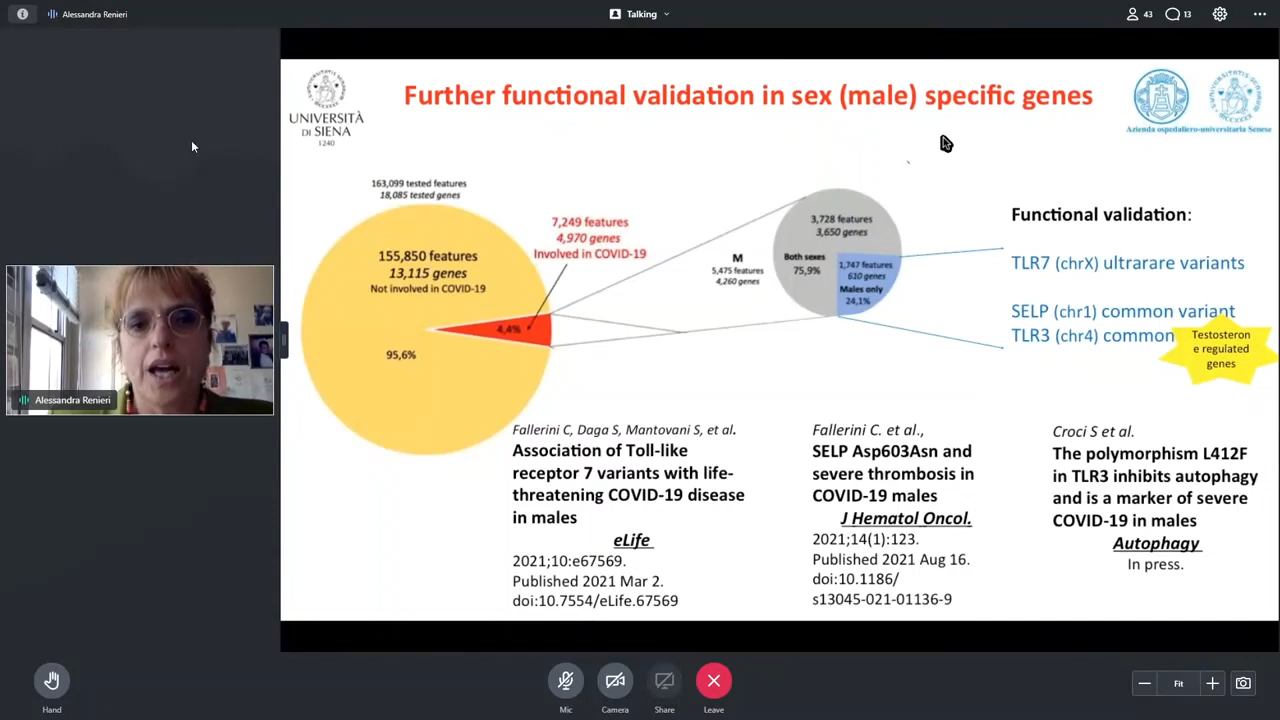 Alessandra Renieri
Talking
43
13
Further functional validation in sex (male) specific genes
UNIVERSITÀ
DI SIENA
1240
Azienda ospedaliero-universitaria Senese
163,099 tested features
18,085 tested genes
155,850 features
13,115 genes
Not involved in COVID-19
95,6%
4,4%
7,249 features
4,970 genes
Involved in COVID-19
M
5,475 features
4,260 genes
3,728 features
3,650 genes
Both sexes
75,9%
1,747 features
610 genes
Males only
24,1%
Functional validation:
TLR7 (chrX) ultrarare variants
SELP (chr1) common variant
TLR3 (chr4) common
Testosteron
e regulated
genes
Alessandra Renieri
Fallerini C, Daga S, Mantovani S, et al.
Association of Toll-like
receptor 7 variants with life-
threatening COVID-19 disease
in males
eLife
2021;10:e67569.
Published 2021 Mar 2.
doi:10.7554/eLife.67569
Fallerini C. et al.,
SELP Asp603Asn and
severe thrombosis in
COVID-19 males
J Hematol Oncol.
2021;14(1):123.
Published 2021 Aug 16.
doi:10.1186/
s13045-021-01136-9
Croci S et al.
The polymorphism L412F
in TLR3 inhibits autophagy
and is a marker of severe
COVID-19 in males
Autophagy
In press.
Hand
Mic
Camera
Share
Leave
Fit